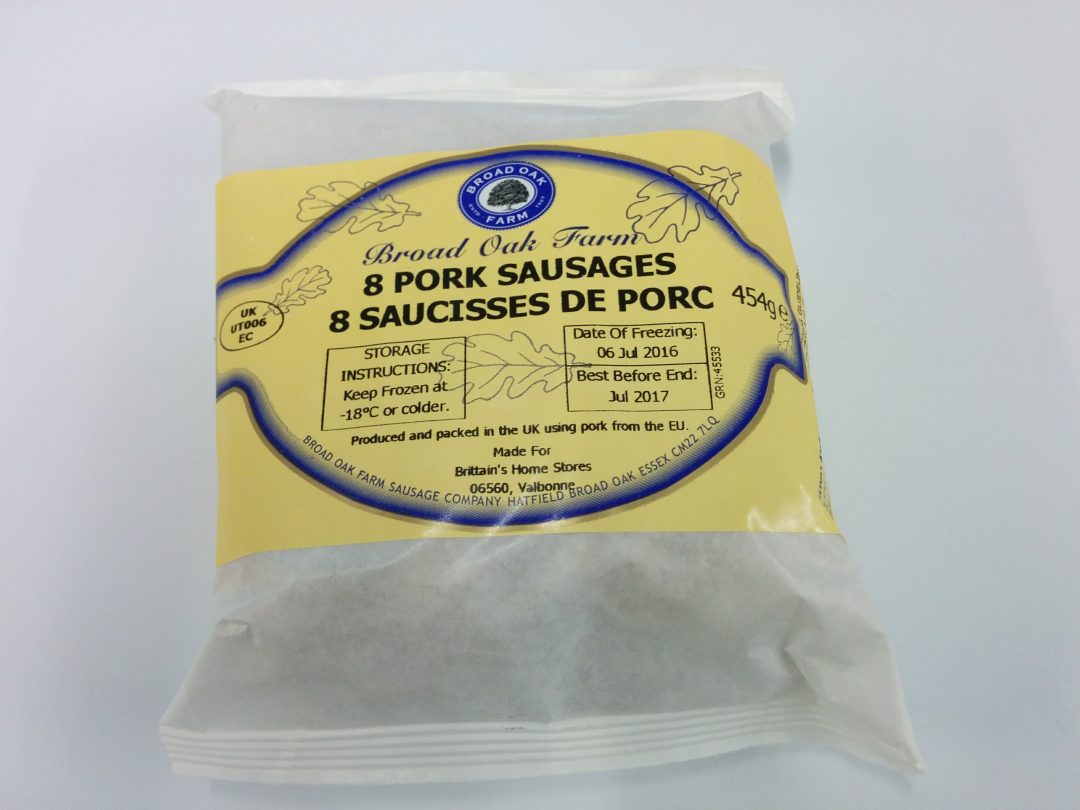 BROAD OAK
ESTD 1997
FARM
Broad Oak Farm
8 PORK SAUSAGES
8 SAUCISSES DE PORC
454g e
UK
UT006
EC
STORAGE
INSTRUCTIONS:
Keep Frozen at
-18°C or colder.
Date Of Freezing:
06 Jul 2016
Best Before End:
Jul 2017
GRN:45533
Produced and packed in the UK using pork from the EU.
Made For
Brittain's Home Stores
06560, Valbonne
BROAD OAK FARM SAUSAGE COMPANY HATFIELD BROAD OAK ESSEX CM22 7LQ